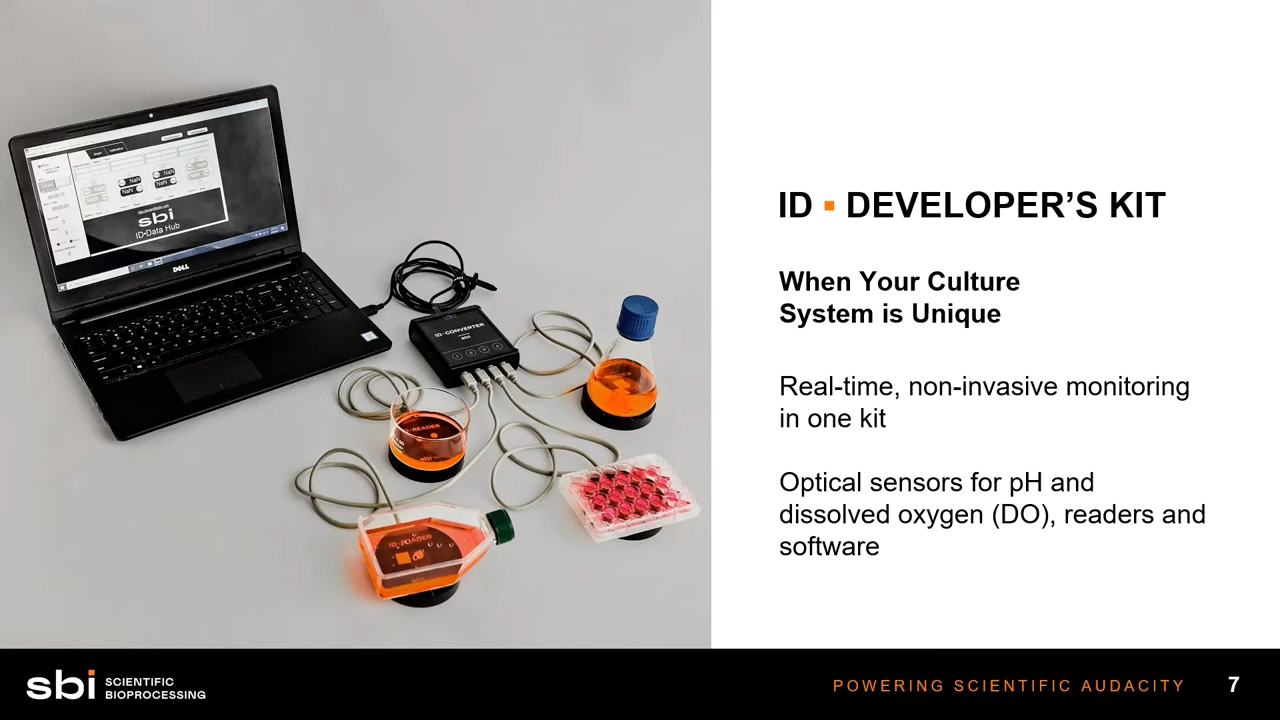 ID ▪ DEVELOPER’S KIT
When Your Culture
System is Unique
Real-time, non-invasive monitoring
in one kit
Optical sensors for pH and
dissolved oxygen (DO), readers and
software
sbi
ID•Data Hub
DELL
ID•CONVERTER
sbi
ID•READER
sbi
ID•READER
sbi SCIENTIFIC
BIOPROCESSING
POWERING SCIENTIFIC AUDACITY
7